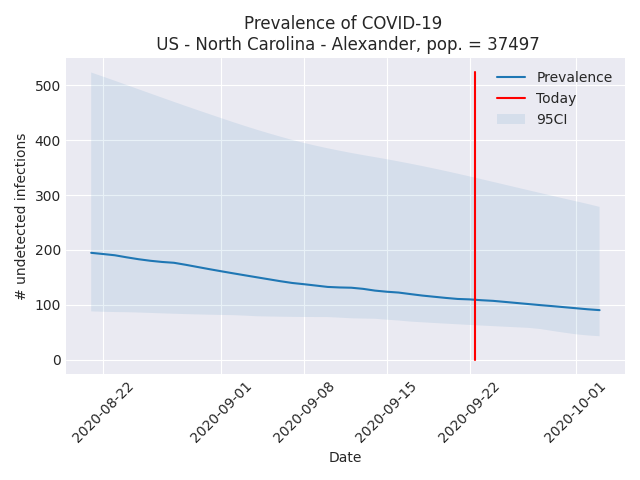 Prevalence of COVID-19
US - North Carolina - Alexander, pop. = 37497
Prevalence
Today
95CI
# undetected infections
500
400
300
200
100
0
2020-08-22
2020-09-01
2020-09-08
2020-09-15
2020-09-22
2020-10-01
Date